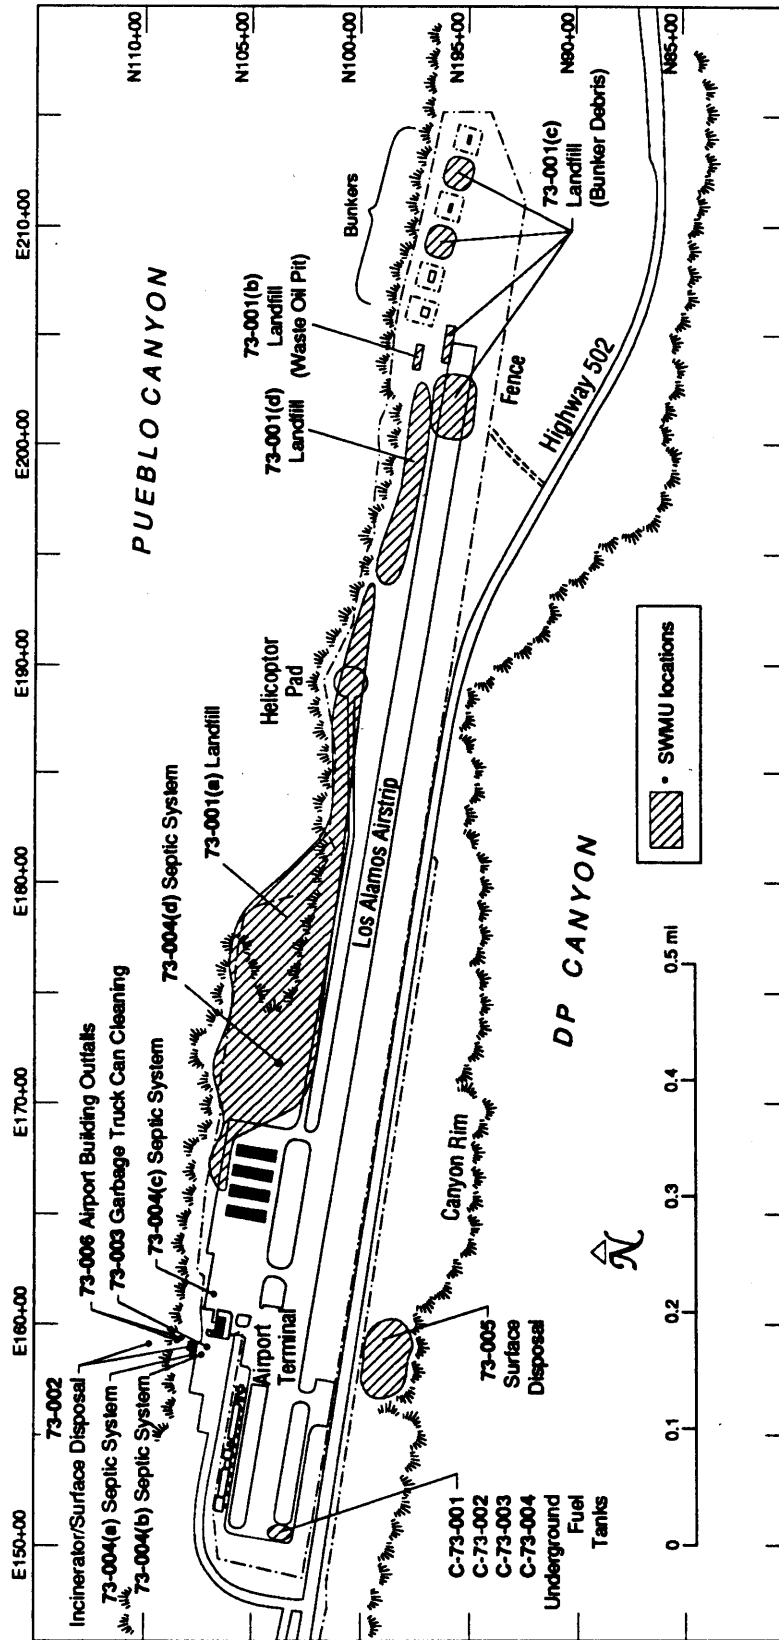 E150+00
E160+00
E170+00
E180+00
E190+00
E200+00
E210+00
N110+00
N105+00
N100+00
N195+00
N90+00
N85+00
PUEBLO CANYON
73-002
Incinerator/Surface Disposal
73-004(a) Septic System
73-004(b) Septic System
73-006 Airport Building Outfalls
73-003 Garbage Truck Can Cleaning
73-004(c) Septic System
73-004(d) Septic System
73-001(a) Landfill
Helicoptor
Pad
73-001(d)
Landfill
73-001(b)
Landfill
(Waste Oil Pit)
Bunkers
73-001(c)
Landfill
(Bunker Debris)
Airport
Terminal
Los Alamos Airstrip
Fence
Highway 502
C-73-001
C-73-002
C-73-003
C-73-004
Underground
Fuel
Tanks
73-005
Surface
Disposal
Canyon Rim
DP CANYON
N
0
0.1
0.2
0.3
0.4
0.5 mi
• SWMU locations